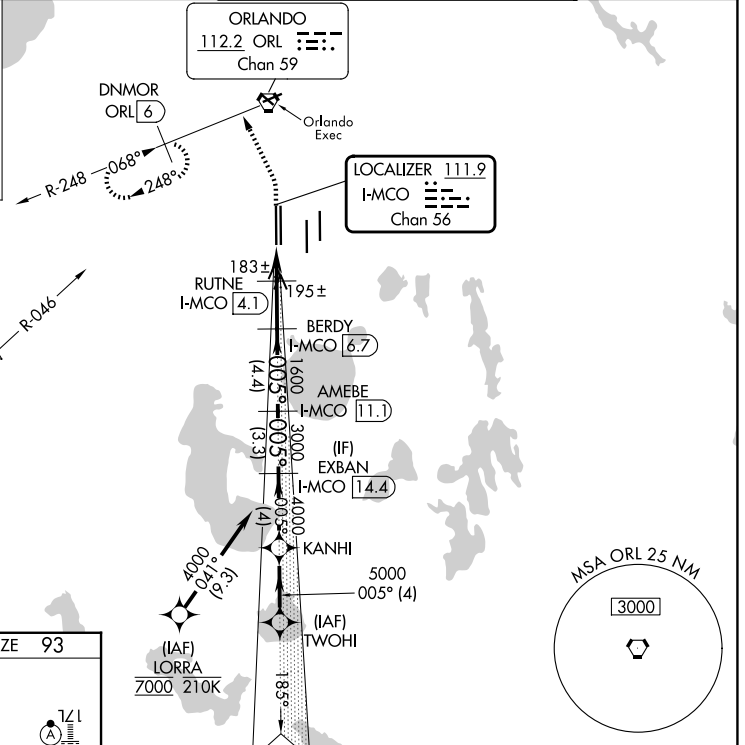 ORLANDO
112.2 ORL
Chan 59
DNMOR
ORL 6
Orlando
Exec
R-248
068°
248°
LOCALIZER 111.9
I-MCO
Chan 56
R-046
183±
195±
RUTNE
I-MCO 4.1
BERDY
I-MCO 6.7
005°
1600
(4.4)
AMEBE
I-MCO 11.1
005°
3000
(3.3)
(IF)
EXBAN
I-MCO 14.4
005°
4000
(4)
KANHI
4000
041°
(9.3)
5000
005° (4)
(IAF)
TWOHI
(IAF)
LORRA
7000 210K
185°
MSA ORL 25 NM
3000
ZE 93
17L
A